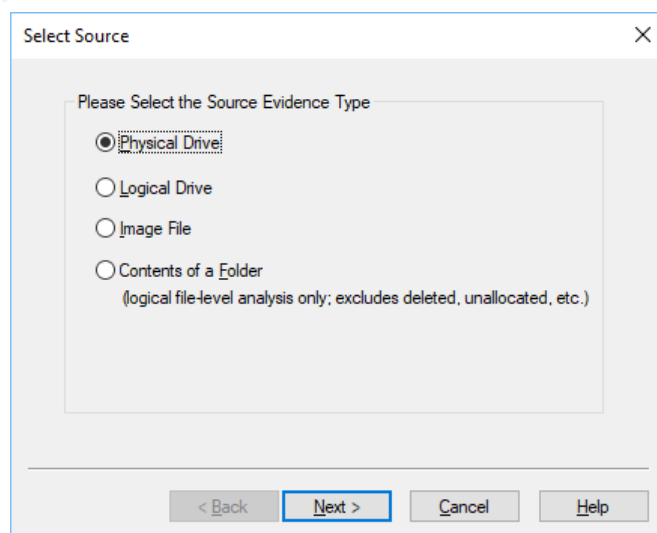 Select Source
Please Select the Source Evidence Type
Physical Drive
Logical Drive
Image File
Contents of a Folder
(logical file-level analysis only; excludes deleted, unallocated, etc.)
< Back Next > Cancel Help